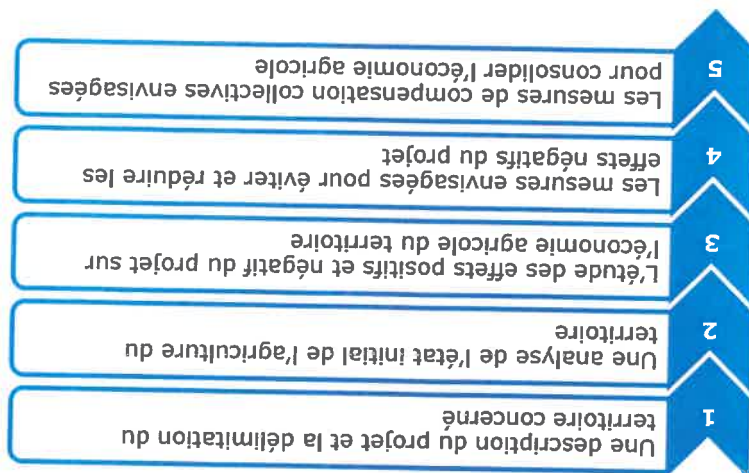 1
Une description du projet et la délimitation du
territoire concerné
2
Une analyse de l'état initial de l'agriculture du
territoire
3
L'étude des effets positifs et négatif du projet sur
l'économie agricole du territoire
4
Les mesures envisagées pour éviter et réduire les
effets négatifs du projet
5
Les mesures de compensation collectives envisagées
pour consolider l'économie agricole